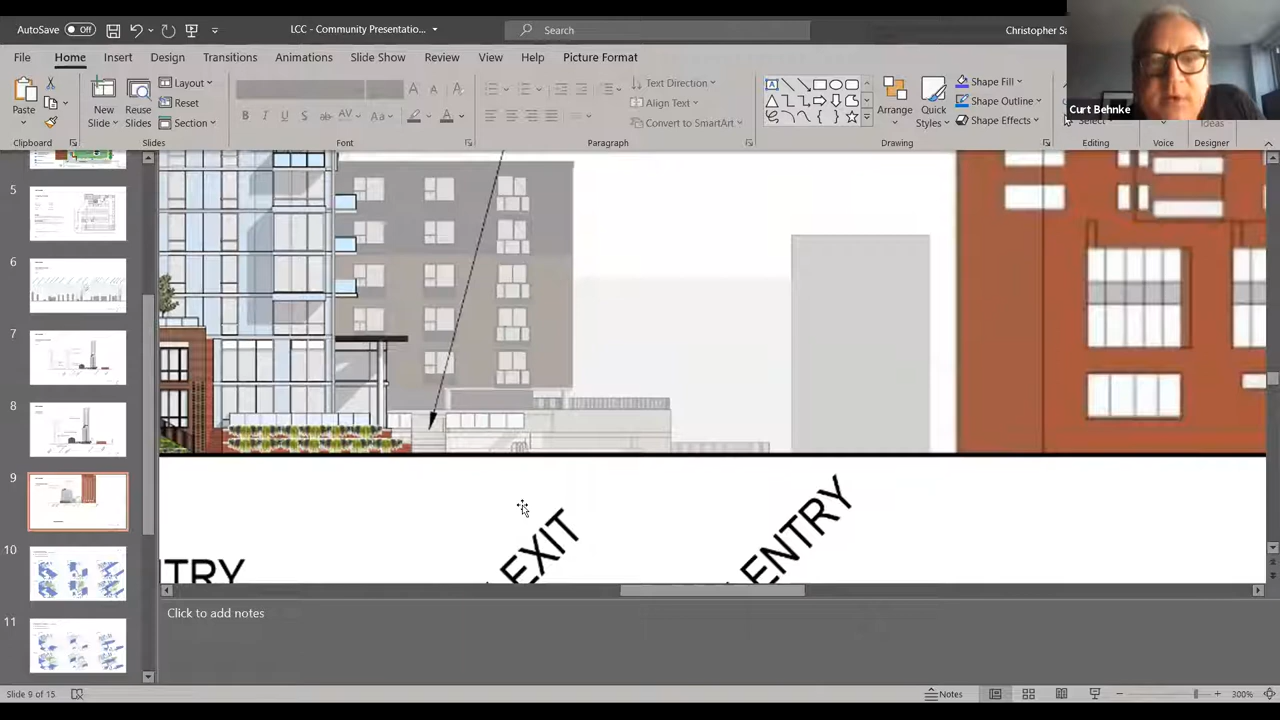 AutoSave Off
LCC - Community Presentatio...
Search
Christopher Sa
File Home Insert Design Transitions Animations Slide Show Review View Help Picture Format
Curt Behnke
Paste
New Slide
Reuse Slides
Layout
Reset
Section
Text Direction
Align Text
Convert to SmartArt
Arrange
Quick Styles
Shape Fill
Shape Outline
Shape Effects
Select
Ideas
Clipboard
Slides
Font
Paragraph
Drawing
Editing
Voice
Designer
5
6
7
8
9
10
11
TRY
EXIT
ENTRY
Click to add notes
Slide 9 of 15
Notes
300%